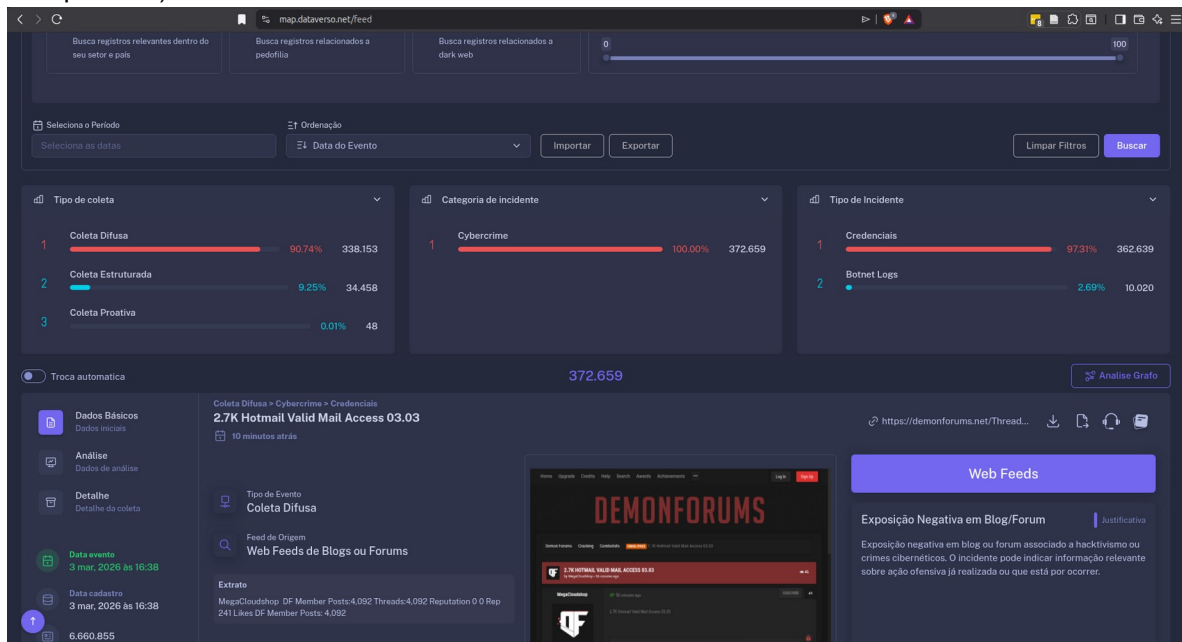 map.dataverso.net/feed
Busca registros relevantes dentro do seu setor e país
Busca registros relacionados a pedofilia
Busca registros relacionados a dark web
0
100
Seleciona o Período
Seleciona as datas
Ordenação
Data do Evento
Importar
Exportar
Limpar Filtros
Buscar
Tipo de coleta
1 Coleta Difusa 90.74% 338.153
2 Coleta Estruturada 9.25% 34.458
3 Coleta Proativa 0.01% 48
Categoria de incidente
1 Cybercrime 100.00% 372.659
Tipo de Incidente
1 Credenciais 97.31% 362.639
2 Botnet Logs 2.69% 10.020
Troca automatica
372.659
Analise Grafo
Dados Básicos
Dados iniciais
Análise
Dados de análise
Detalhe
Detalhe da coleta
Data evento
3 mar, 2026 às 16:38
Data cadastro
3 mar, 2026 às 16:38
6.660.855
Coleta Difusa > Cybercrime > Credenciais
2.7K Hotmail Valid Mail Access 03.03
10 minutos atrás
https://demonforums.net/Thread...
Tipo de Evento
Coleta Difusa
Feed de Origem
Web Feeds de Blogs ou Forums
Extrato
MegaCloudshop DF Member Posts:4,092 Threads:4,092 Reputation 0 0 Rep
241 Likes DF Member Posts: 4,092
Home Upgrade Credits Help Search Awards Achievements
Log In
Sign Up
DEMONFORUMS
2.7K HOTMAIL VALID MAIL ACCESS 03.03
MegaCloudshop
Web Feeds
Exposição Negativa em Blog/Forum
Justificativa
Exposição negativa em blog ou forum associado a hacktivismo ou
crimes cibernéticos. O incidente pode indicar informação relevante
sobre ação ofensiva já realizada ou que está por ocorrer.